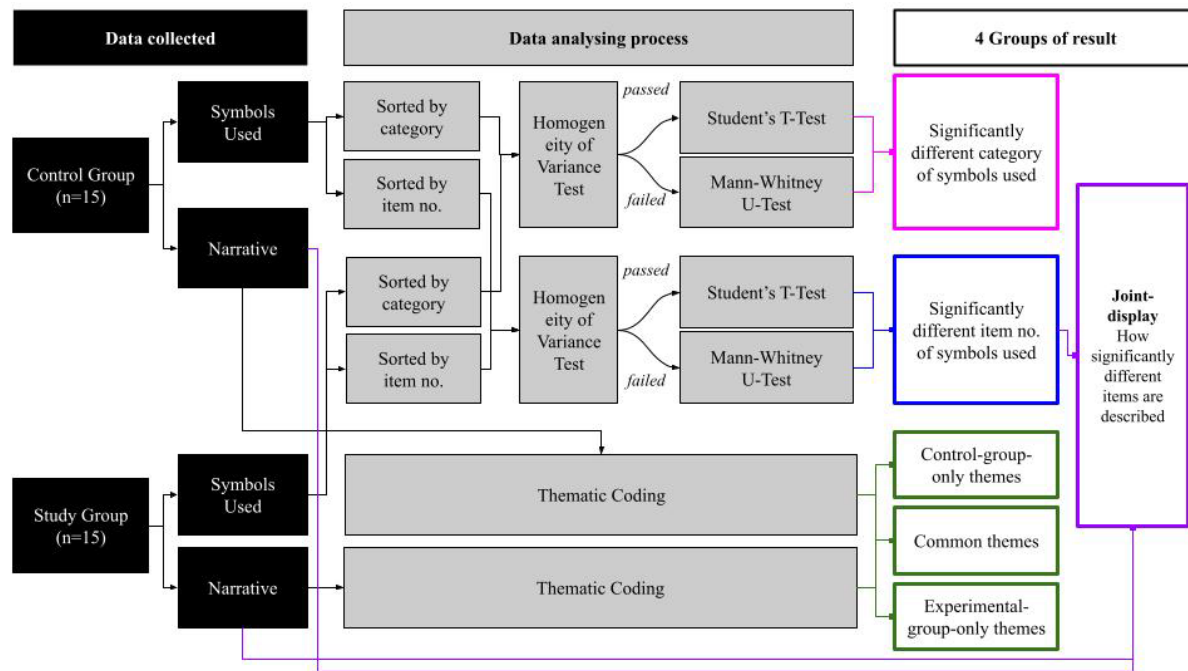 Data collected
Data analysing process
4 Groups of result
Control Group
(n=15)
Symbols
Used
Narrative
Sorted by
category
Sorted by
item no.
Homogen
eity of
Variance
Test
passed
failed
Student's T-Test
Mann-Whitney
U-Test
Significantly
different category
of symbols used
Sorted by
category
Sorted by
item no.
Homogen
eity of
Variance
Test
passed
failed
Student's T-Test
Mann-Whitney
U-Test
Significantly
different item no.
of symbols used
Joint-
display
How
significantly
different
items are
described
Study Group
(n=15)
Symbols
Used
Narrative
Thematic Coding
Thematic Coding
Control-group-
only themes
Common themes
Experimental-
group-only themes